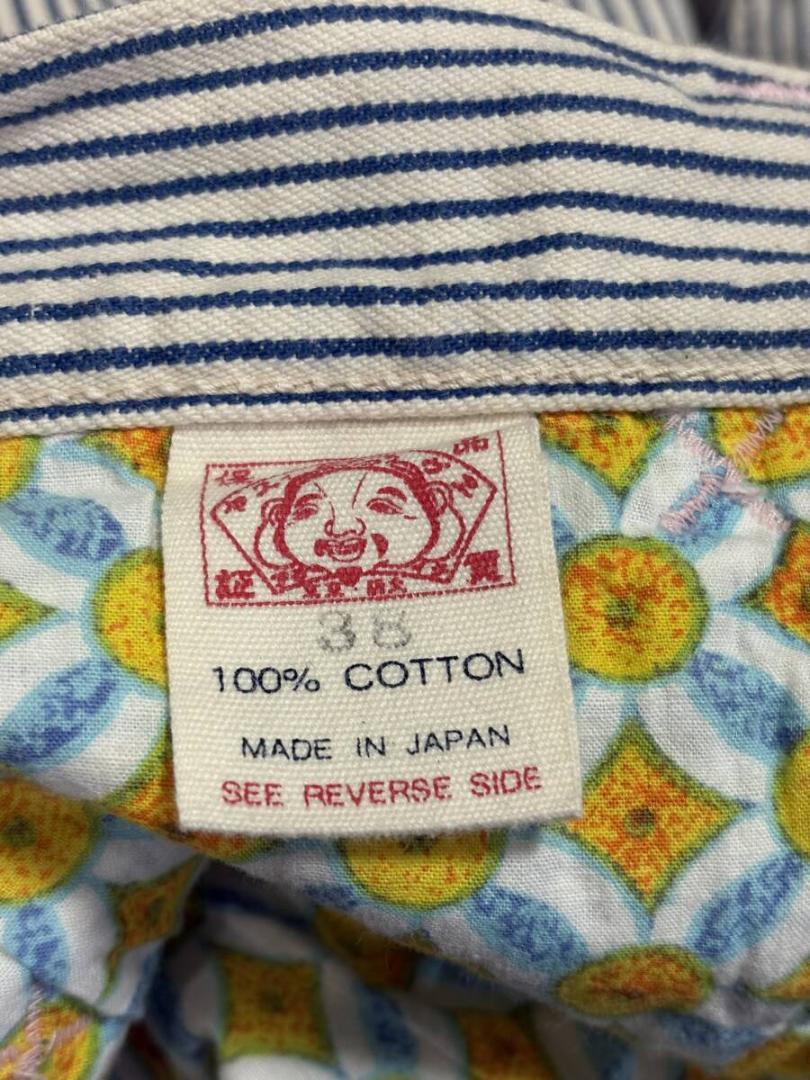 38
100% COTTON
MADE IN JAPAN
SEE REVERSE SIDE